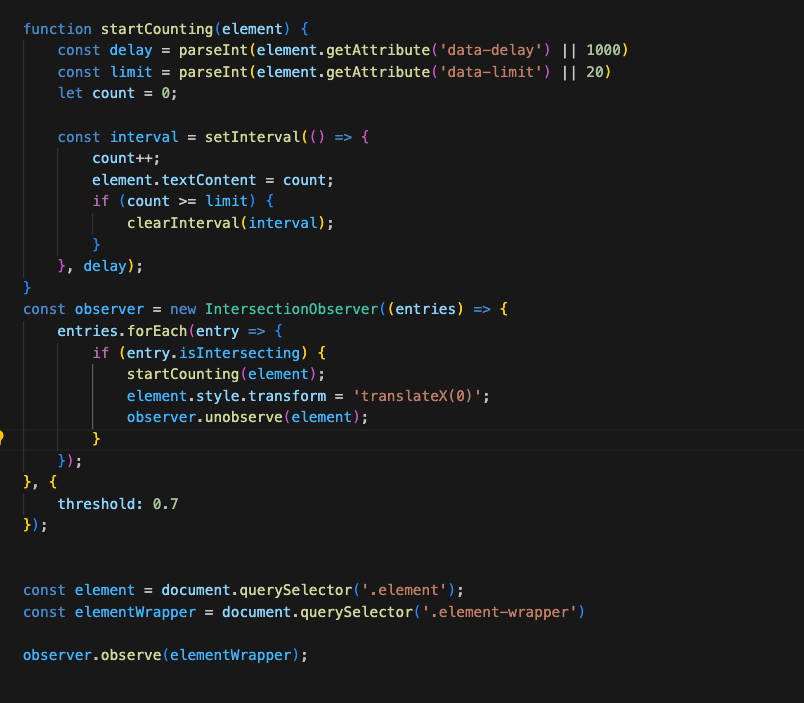 function startCounting(element) {
    const delay = parseInt(element.getAttribute('data-delay') || 1000)
    const limit = parseInt(element.getAttribute('data-limit') || 20)
    let count = 0;

    const interval = setInterval(() => {
        count++;
        element.textContent = count;
        if (count >= limit) {
            clearInterval(interval);
        }
    }, delay);
}
const observer = new IntersectionObserver((entries) => {
    entries.forEach(entry => {
        if (entry.isIntersecting) {
            startCounting(element);
            element.style.transform = 'translateX(0)';
            observer.unobserve(element);
        }
    });
}, {
    threshold: 0.7
});


const element = document.querySelector('.element');
const elementWrapper = document.querySelector('.element-wrapper')

observer.observe(elementWrapper);